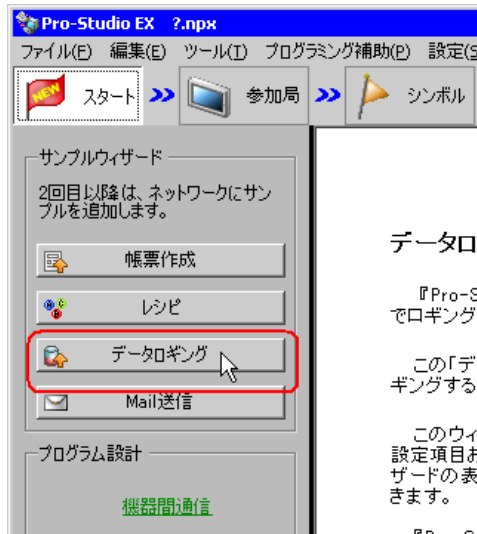 Pro-Studio EX ?.npx
ファイル(F) 編集(E) ツール(T) プログラミング補助(P) 設定(S
NEW スタート 参加局 シンボル
サンプルウィザード
2回目以降は、ネットワークにサン
プルを追加します。
帳票作成
レシピ
データロギング
Mail送信
プログラム設計
機器間通信
データロ
『Pro-S
でロギング
この「デ
ギングする
このウィ
設定項目お
ザードの表
きます。